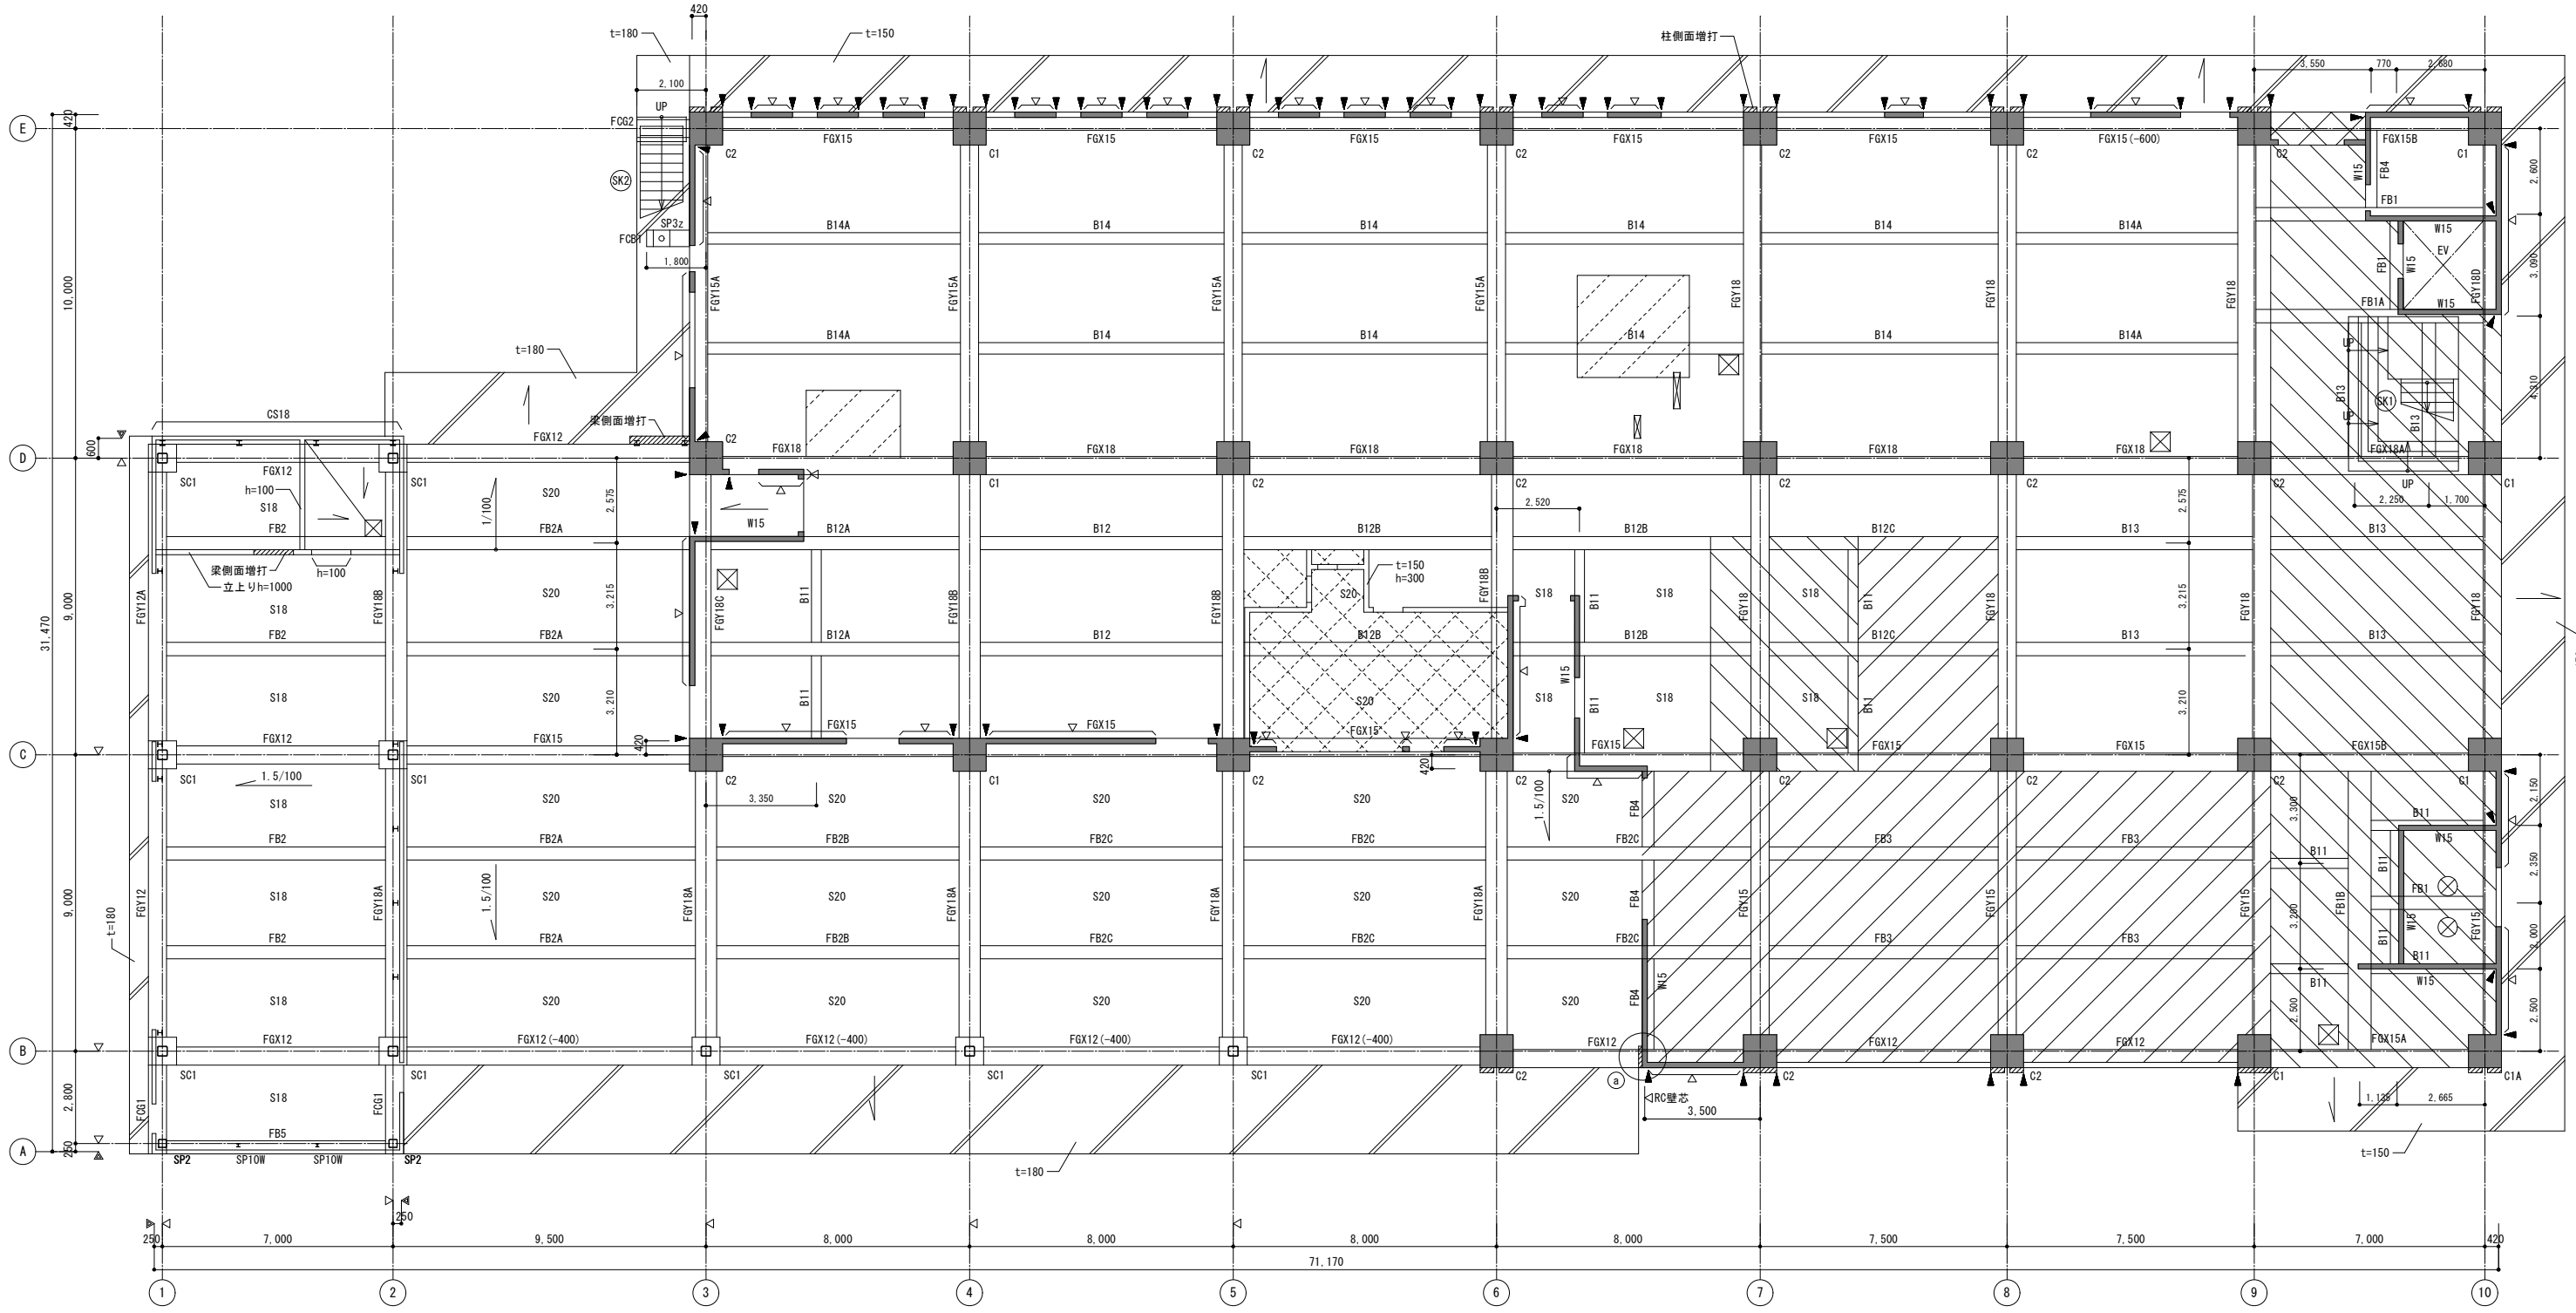 420
t=180
t=150
柱側面増打
3,550 770 2,680
2,100
UP
FCG2
E
420
FGX15 FGX15 FGX15 FGX15 FGX15 FGX15(-600) FGX15B
C2 C1 C2 C2 C2 C2 C2 C1
SK2
W15
FB4
2,600
FB1
SP3z
FCB1
B14A B14 B14 B14 B14 B14A
W15
EV
1,800
10,000
FGY15A FGY15A FGY15A FGY15A FGY18 FGY18 FGY18
FB1
W15
FGY18D
3,090
FB1A
W15
B14A B14 B14 B14 B14 B14A
UP
t=180
B13
SK1
4,310
CS18
梁側面増打
UP
B13
600
FGX12
C2
D
FGX12
FGX18 FGX18 FGX18 FGX18 FGX18 FGX18 FGX18A
SC1 SC1
C1 C2 C2 C2 C2 C2 C1
UP
h=100
S18
S20
2,575
1/100
2,520
2,575
2,250 1,700
W15
FB2 FB2A B12A B12 B12B B12B B12C B13 B13
梁側面増打
h=100
立上りh=1000
t=150
h=300
31,470
9,000
FGY12A
S18
FGY18B
S20
3,215
FGY18C
B11
FGY18B
FGY18B
S20
FGY18B
S18
B11
S18
FGY18
S18
B11
FGY18
3,215
FGY18
FGY18
FB2 FB2A B12A B12 B12B B12B B12C B13 B13
W15
S18
S20
3,210
B11
S20
S18
B11
S18
S18
B11
3,210
FGX12 FGX15
420
FGX15 FGX15 FGX15 FGX15 FGX15 FGX15 FGX15B
C
SC1 SC1
C2 C1 C2 C2 C2 C2 C2 C1
420
1.5/100
S18 S20
3,350
S20 S20 S20 S20
1.5/100
FB4
3,300
2,150
B11
W15
FB2 FB2A FB2B FB2C FB2C FB2C FB3 FB3
B11
B11
2,350
9,000
FGY12
S18
FGY18A
1.5/100
S20
FGY18A
S20
FGY18A
S20
FGY18A
S20
FGY18A
S20
FB4
FGY15
FGY15
FGY15
3,200
FB1B
FB1
W15
FGY15
t=180
FB2 FB2A FB2B FB2C FB2C FB2C FB3 FB3
B11
2,000
B11
B11
W15
S18 S20 S20 S20 S20 S20
FB4
W15
2,500
2,500
FGX12 FGX12(-400) FGX12(-400) FGX12(-400) FGX12(-400) FGX12 FGX12 FGX12 FGX15A
B
SC1 SC1 SC1 SC1 SC1
C2 C2 C2 C1 C1A
a
RC壁芯
3,500
1,135 2,665
2,800
FCG1
S18
FCG1
FB5
250
A
SP2 SP10W SP10W SP2
t=180
t=150
250
250 7,000 9,500 8,000 8,000 8,000 8,000 7,500 7,500 7,000 420
71,170
1 2 3 4 5 6 7 8 9 10